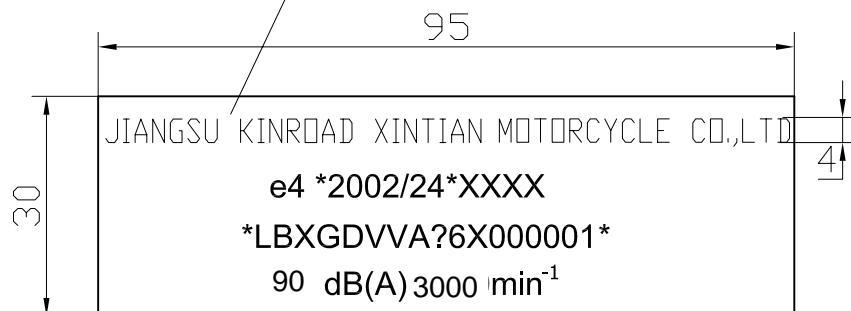 95
JIANGSU KINROAD XINTIAN MOTORCYCLE CO.,LTD
4
30
e4 *2002/24*XXXX
*LBXGDVVA?6X000001*
90 dB(A) 3000 min⁻¹